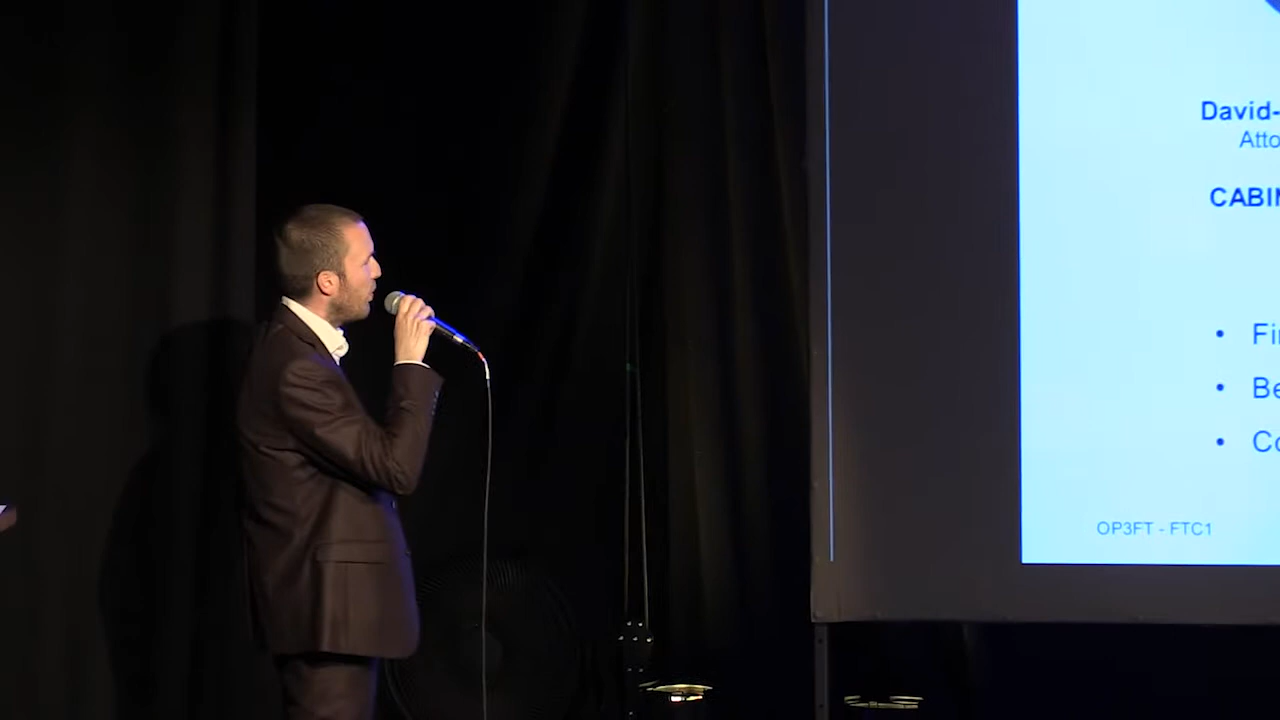 David-
Atto
CABIN
• Fi
• Be
• Co
OP3FT - FTC1